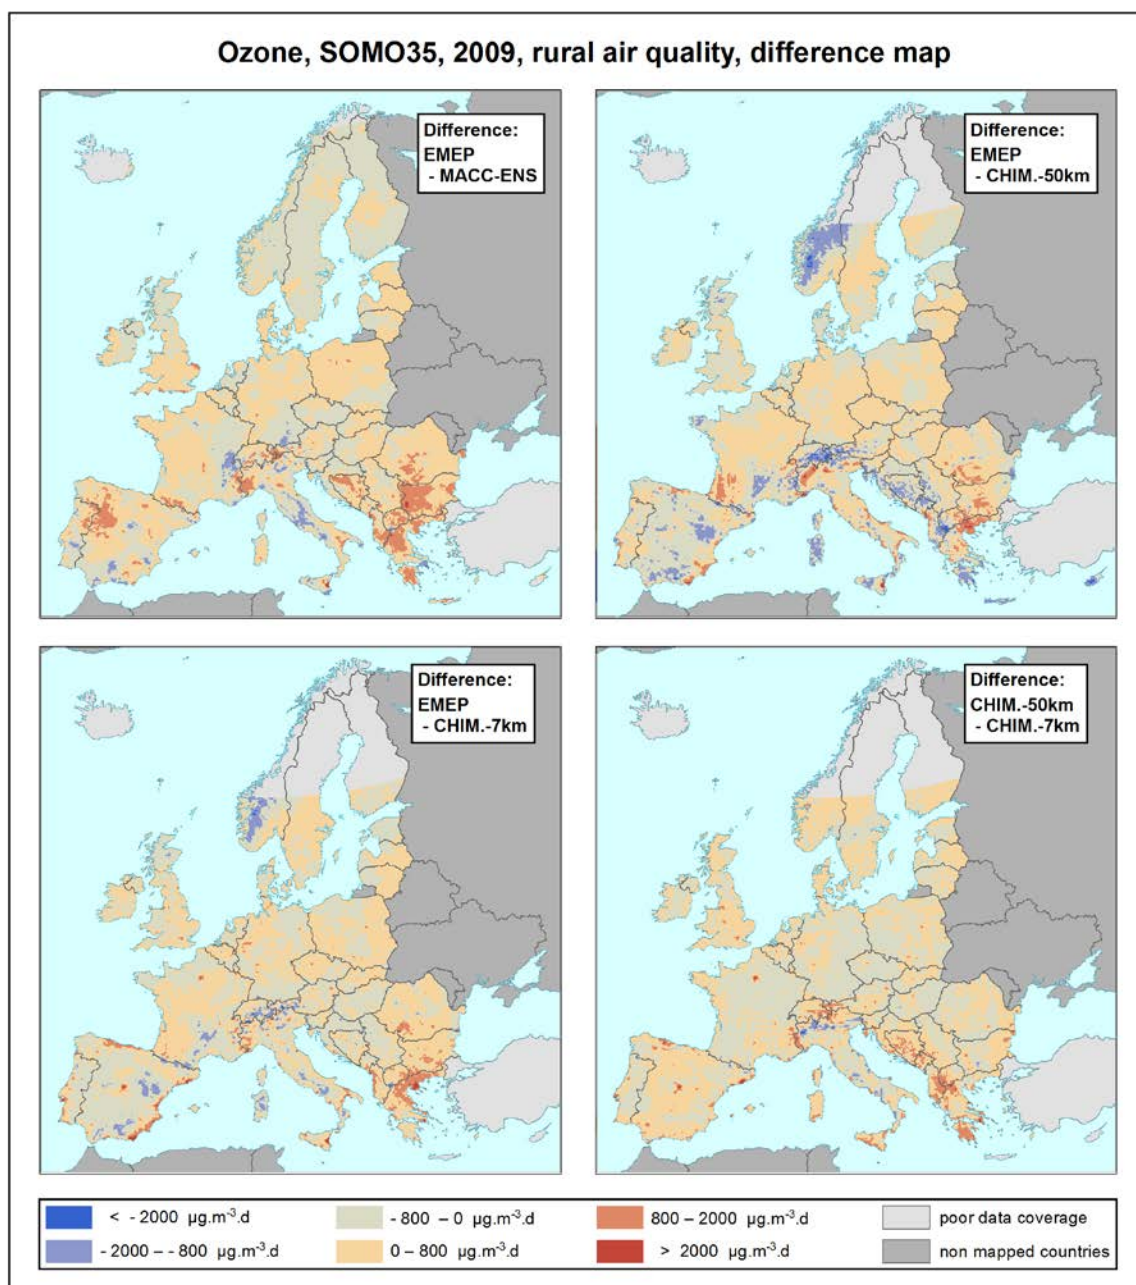 Ozone, SOMO35, 2009, rural air quality, difference map
Difference:
EMEP
- MACC-ENS
Difference:
EMEP
- CHIM.-50km
Difference:
EMEP
- CHIM.-7km
Difference:
CHIM.-50km
- CHIM.-7km
< - 2000 µg.m⁻³.d
- 800 – 0 µg.m⁻³.d
800 – 2000 µg.m⁻³.d
poor data coverage
- 2000 – - 800 µg.m⁻³.d
0 – 800 µg.m⁻³.d
> 2000 µg.m⁻³.d
non mapped countries